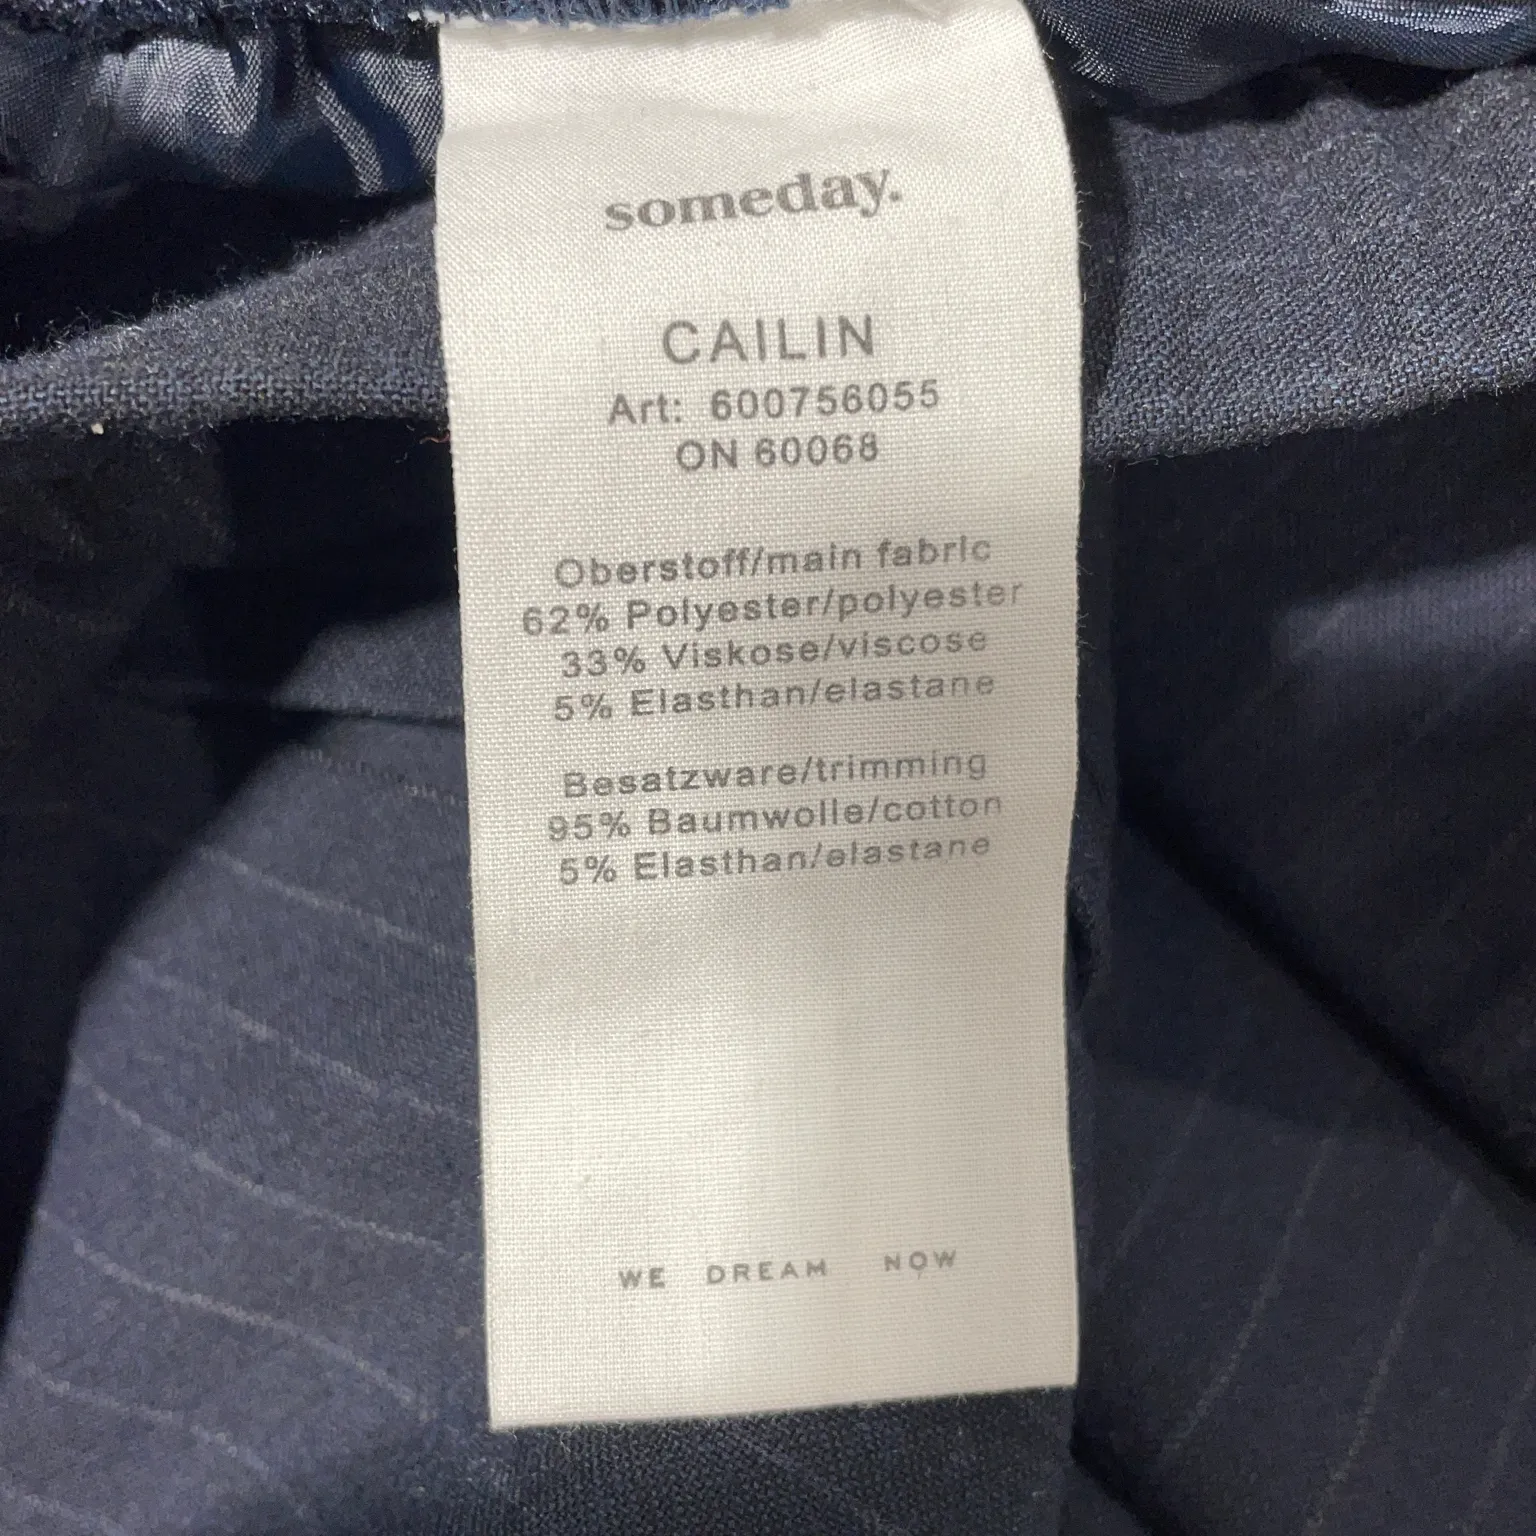 someday.
CAILIN
Art: 600756055
ON 60068
Oberstoff/main fabric
62% Polyester/polyester
33% Viskose/viscose
5% Elasthan/elastane
Besatzware/trimming
95% Baumwolle/cotton
5% Elasthan/elastane
WE DREAM NOW